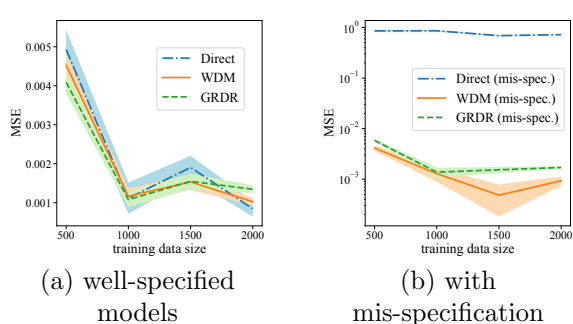 0.005
0.004
0.003
0.002
0.001
MSE
Direct
WDM
GRDR
500 1000 1500 2000
training data size
(a) well-specified
models
10⁰
10⁻¹
10⁻²
10⁻³
MSE
Direct (mis-spec.)
WDM (mis-spec.)
GRDR (mis-spec.)
500 1000 1500 2000
training data size
(b) with
mis-specification